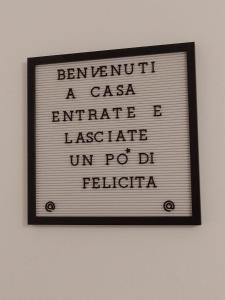 BENVENUTI
A CASA
ENTRATE E
LASCIATE
UN PO* DI
FELICITA
@ @